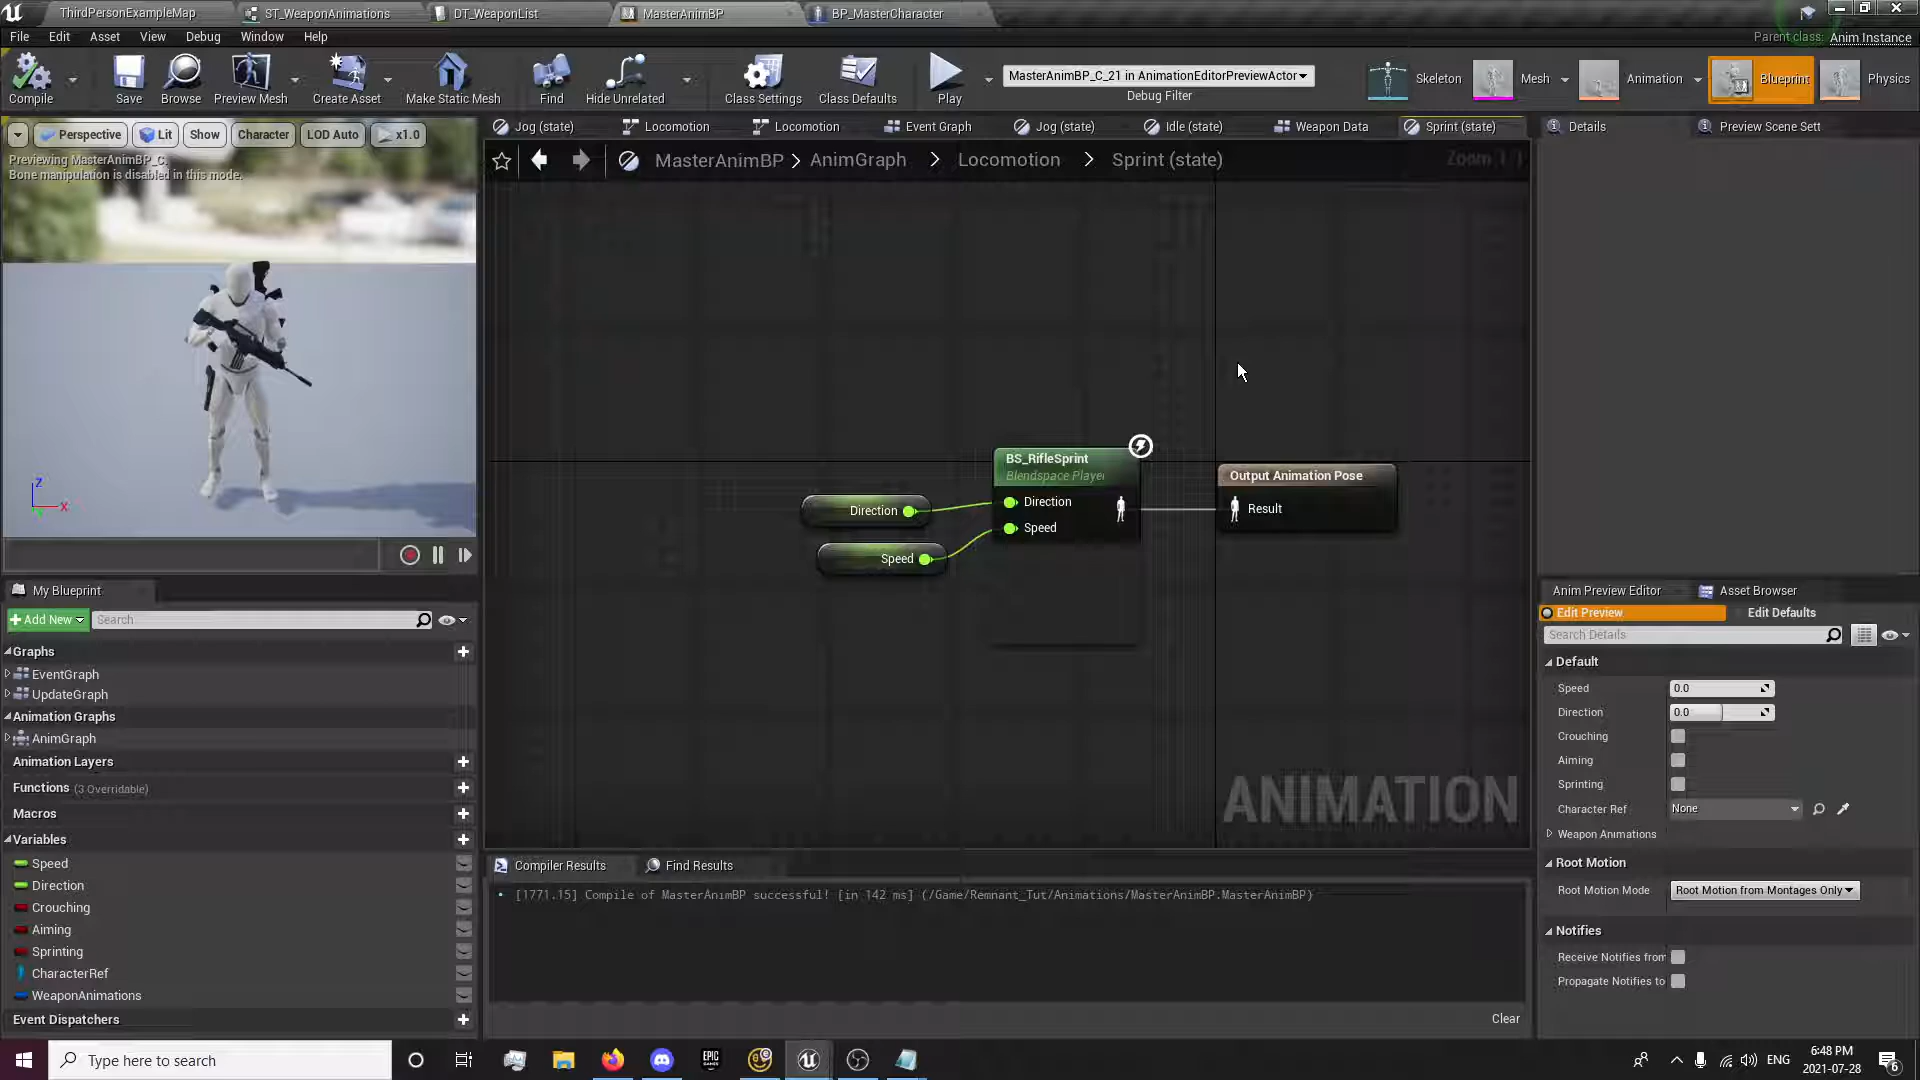 ThirdPersonExampleMap
ST_WeaponAnimations
DT_WeaponList
MasterAnimBP
BP_MasterCharacter
File Edit Asset View Debug Window Help
Parent class: Anim Instance
Compile
Save
Browse
Preview Mesh
Create Asset
Make Static Mesh
Find
Hide Unrelated
Class Settings
Class Defaults
Play
MasterAnimBP_C_21 in AnimationEditorPreviewActor
Debug Filter
Skeleton
Mesh
Animation
Blueprint
Physics
Perspective
Lit
Show
Character
LOD Auto
x1.0
Previewing MasterAnimBP_C.
Bone manipulation is disabled in this mode.
Z
X
Jog (state)
Locomotion
Locomotion
Event Graph
Jog (state)
Idle (state)
Weapon Data
Sprint (state)
MasterAnimBP > AnimGraph > Locomotion > Sprint (state)
BS_RifleSprint
Blendspace Player
Direction
Speed
Direction
Speed
Output Animation Pose
Result
ANIMATION
Details
Preview Scene Sett
My Blueprint
Add New
Search
Graphs
EventGraph
UpdateGraph
Animation Graphs
AnimGraph
Animation Layers
Functions (3 Overridable)
Macros
Variables
Speed
Direction
Crouching
Aiming
Sprinting
CharacterRef
WeaponAnimations
Event Dispatchers
Compiler Results
Find Results
[1771.15] Compile of MasterAnimBP successful! [in 142 ms] (/Game/Remnant_Tut/Animations/MasterAnimBP.MasterAnimBP)
Clear
Anim Preview Editor
Asset Browser
Edit Preview
Edit Defaults
Search Details
Default
Speed 0.0
Direction 0.0
Crouching
Aiming
Sprinting
Character Ref None
Weapon Animations
Root Motion
Root Motion Mode Root Motion from Montages Only
Notifies
Receive Notifies from
Propagate Notifies to
Type here to search
EPIC
ENG
6:48 PM
2021-07-28
6